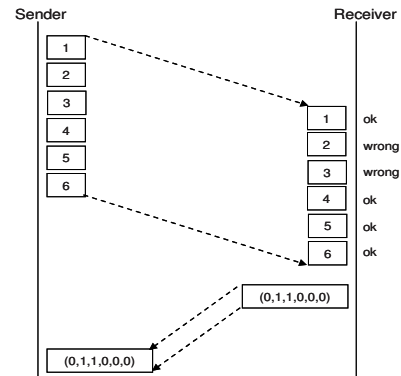 Sender
Receiver
1
2
3
4
5
6
1 ok
2 wrong
3 wrong
4 ok
5 ok
6 ok
(0,1,1,0,0,0)
(0,1,1,0,0,0)